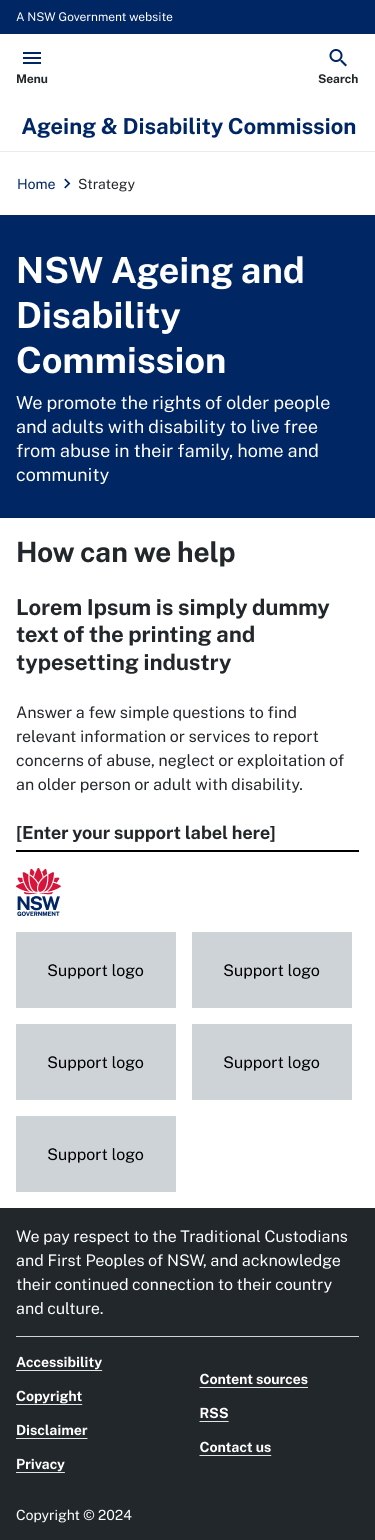 A NSW Government website
Menu
Search
Ageing & Disability Commission
Home
Strategy
NSW Ageing and
Disability
Commission
We promote the rights of older people
and adults with disability to live free
from abuse in their family, home and
community
How can we help
Lorem Ipsum is simply dummy
text of the printing and
typesetting industry
Answer a few simple questions to find
relevant information or services to report
concerns of abuse, neglect or exploitation of
an older person or adult with disability.
[Enter your support label here]
NSW
GOVERNMENT
Support logo
Support logo
Support logo
Support logo
Support logo
We pay respect to the Traditional Custodians
and First Peoples of NSW, and acknowledge
their continued connection to their country
and culture.
Accessibility
Copyright
Disclaimer
Privacy
Content sources
RSS
Contact us
Copyright © 2024